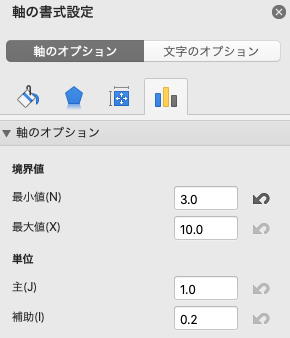 軸の書式設定
軸のオプション
文字のオプション
軸のオプション
境界値
最小値(N) 3.0
最大値(X) 10.0
単位
主(J) 1.0
補助(I) 0.2